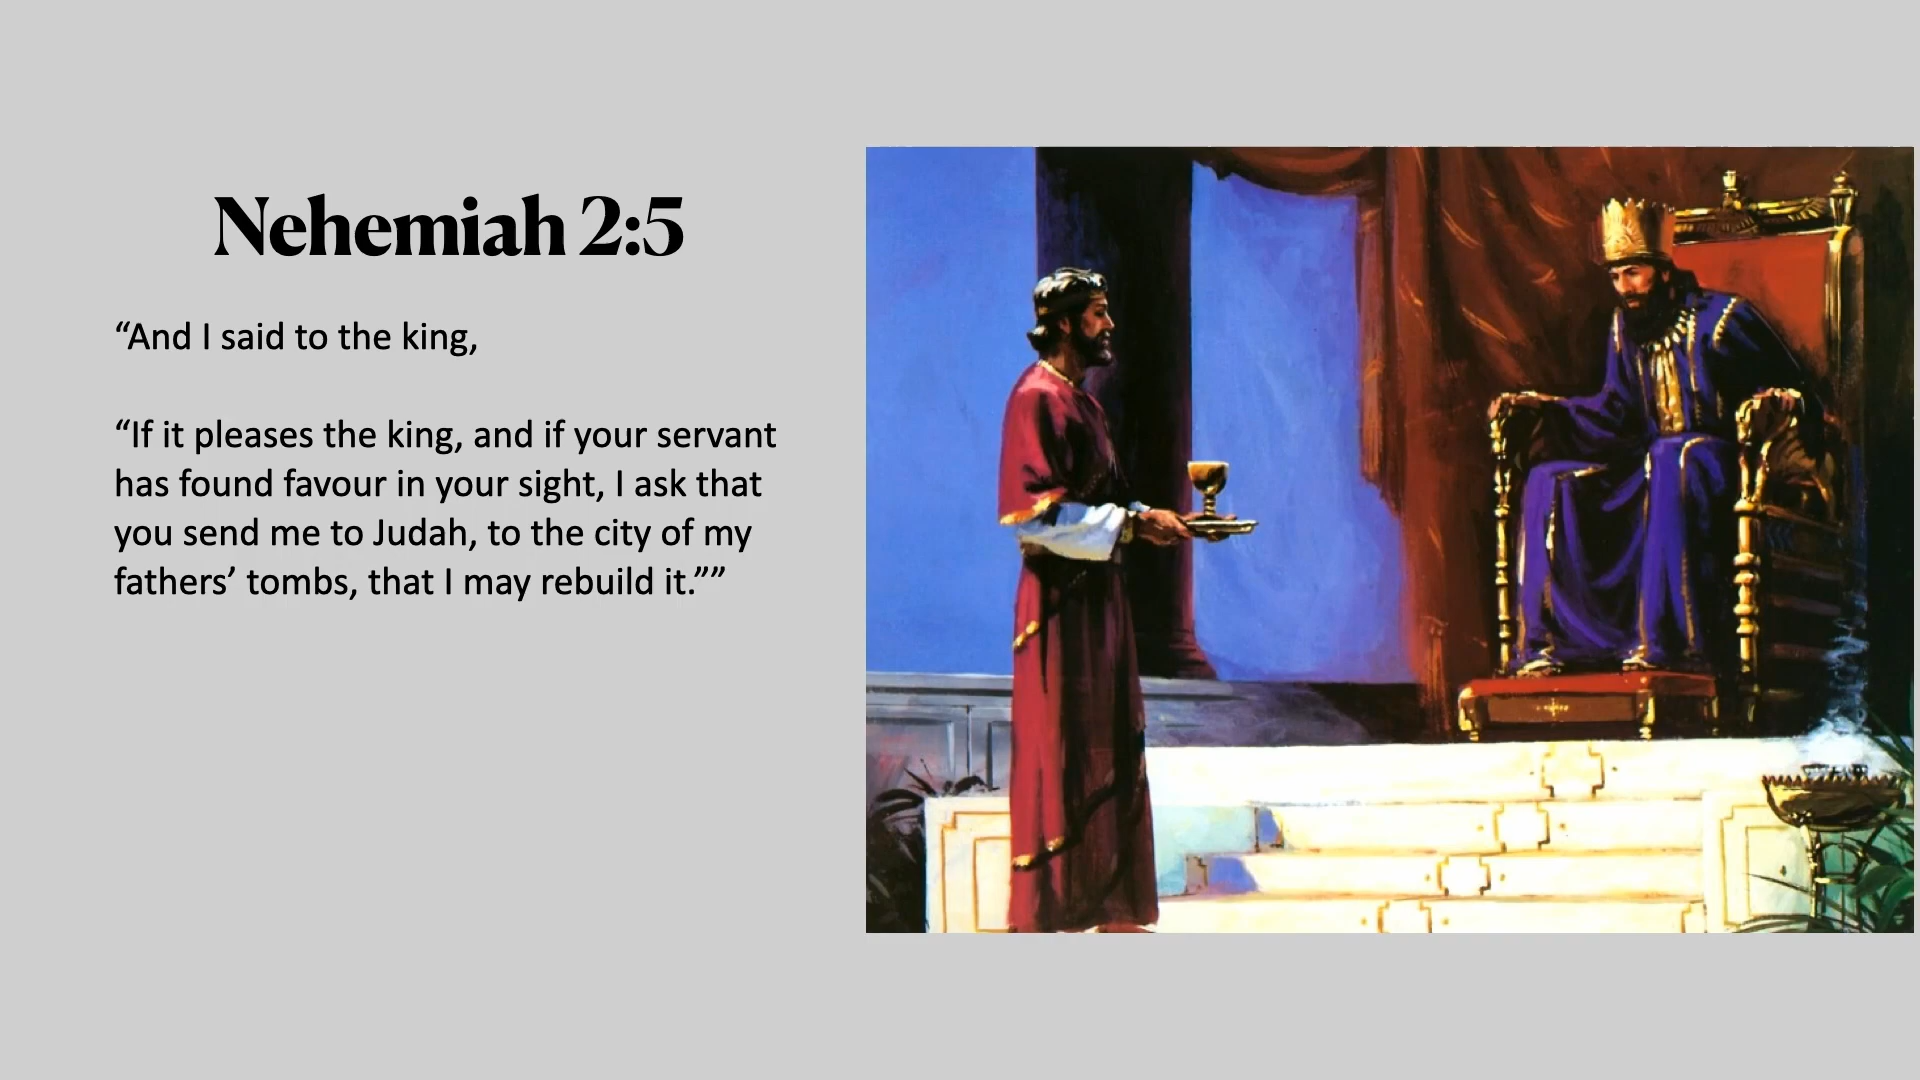 Nehemiah 2:5
“And I said to the king,
“If it pleases the king, and if your servant
has found favour in your sight, I ask that
you send me to Judah, to the city of my
fathers’ tombs, that I may rebuild it.””